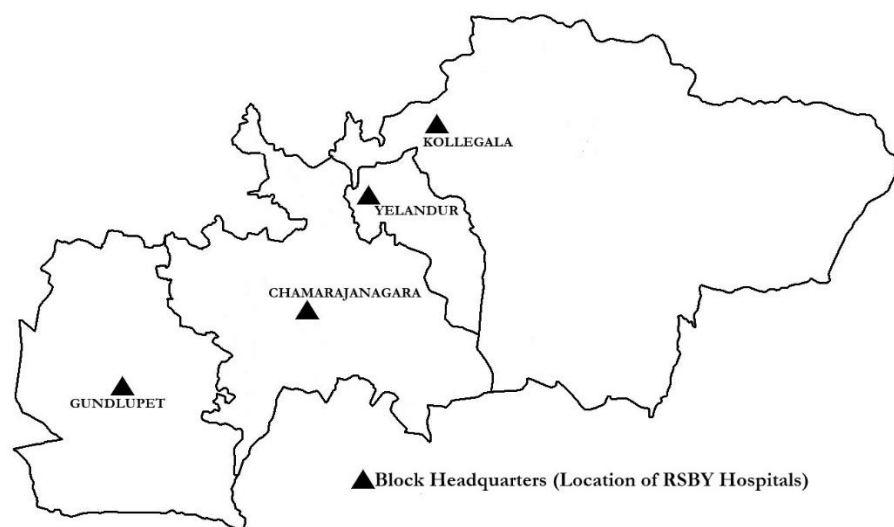 KOLLEGALA
YELANDUR
CHAMARAJANAGARA
GUNDLUPET
Block Headquarters (Location of RSBY Hospitals)